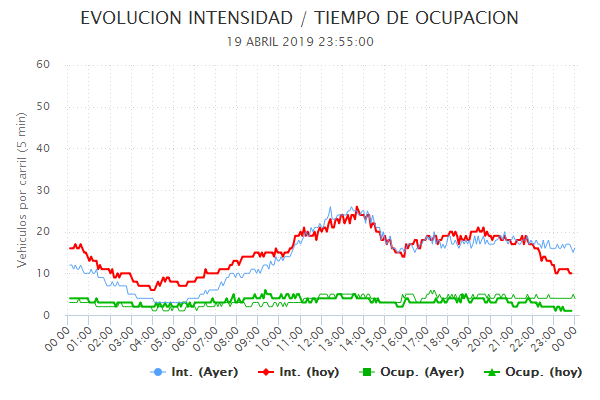 EVOLUCION INTENSIDAD / TIEMPO DE OCUPACION
19 ABRIL 2019 23:55:00
Vehiculos por carril (5 min)
60
50
40
30
20
10
0
00:00 01:00 02:00 03:00 04:00 05:00 06:00 07:00 08:00 09:00 10:00 11:00 12:00 13:00 14:00 15:00 16:00 17:00 18:00 19:00 20:00 21:00 22:00 23:00 00:00
Int. (Ayer) Int. (hoy) Ocup. (Ayer) Ocup. (hoy)